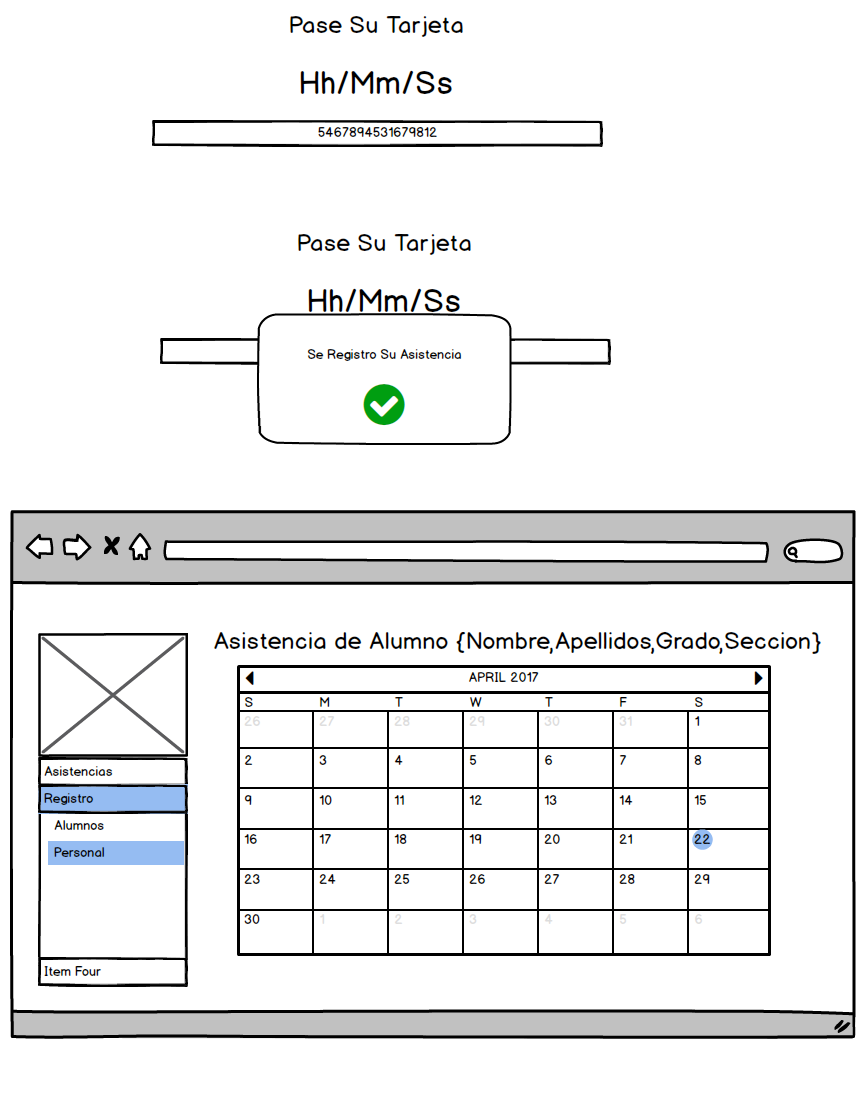 Pase Su Tarjeta
Hh/Mm/Ss
5467894531679812
Pase Su Tarjeta
Hh/Mm/Ss
Se Registro Su Asistencia
Asistencia de Alumno {Nombre,Apellidos,Grado,Seccion}
APRIL 2017
S M T W T F S
26 27 28 29 30 31 1
2 3 4 5 6 7 8
9 10 11 12 13 14 15
16 17 18 19 20 21 22
23 24 25 26 27 28 29
30 1 2 3 4 5 6
Asistencias
Registro
Alumnos
Personal
Item Four